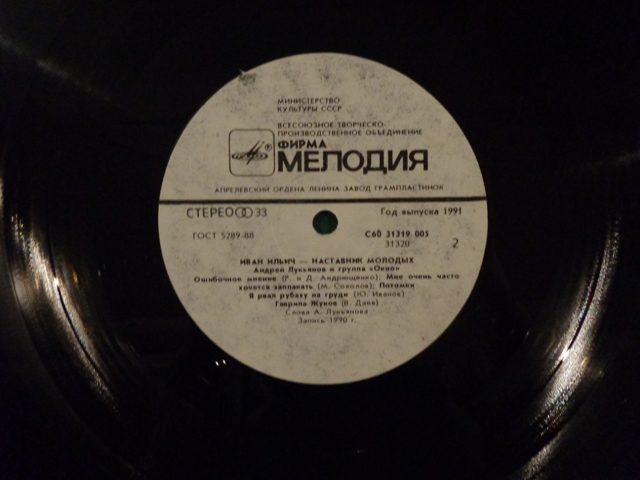 МИНИСТЕРСТВО
КУЛЬТУРЫ СССР
ВСЕСОЮЗНОЕ ТВОРЧЕСКО-
ПРОИЗВОДСТВЕННОЕ ОБЪЕДИНЕНИЕ
ФИРМА
®
МЕЛОДИЯ
АПРЕЛЕВСКИЙ ОРДЕНА ЛЕНИНА ЗАВОД ГРАМПЛАСТИНОК
СТЕРЕО 33
Год выпуска 1991
ГОСТ 5289-88
С60 31319 005
31320
2
ИВАН ИЛЬИЧ — НАСТАВНИК МОЛОДЫХ
Андрей Лукьянов и группа «Окно»
Ошибочное мнение (Р. и Д. Андрющенко); Мне очень часто
хочется заплакать (М. Соколов); Потомки
Я рвал рубаху на груди (Ю. Иванов).
Гаврила Жуков (В. Даев)
Слова А. Лукьянова
Запись 1990 г.